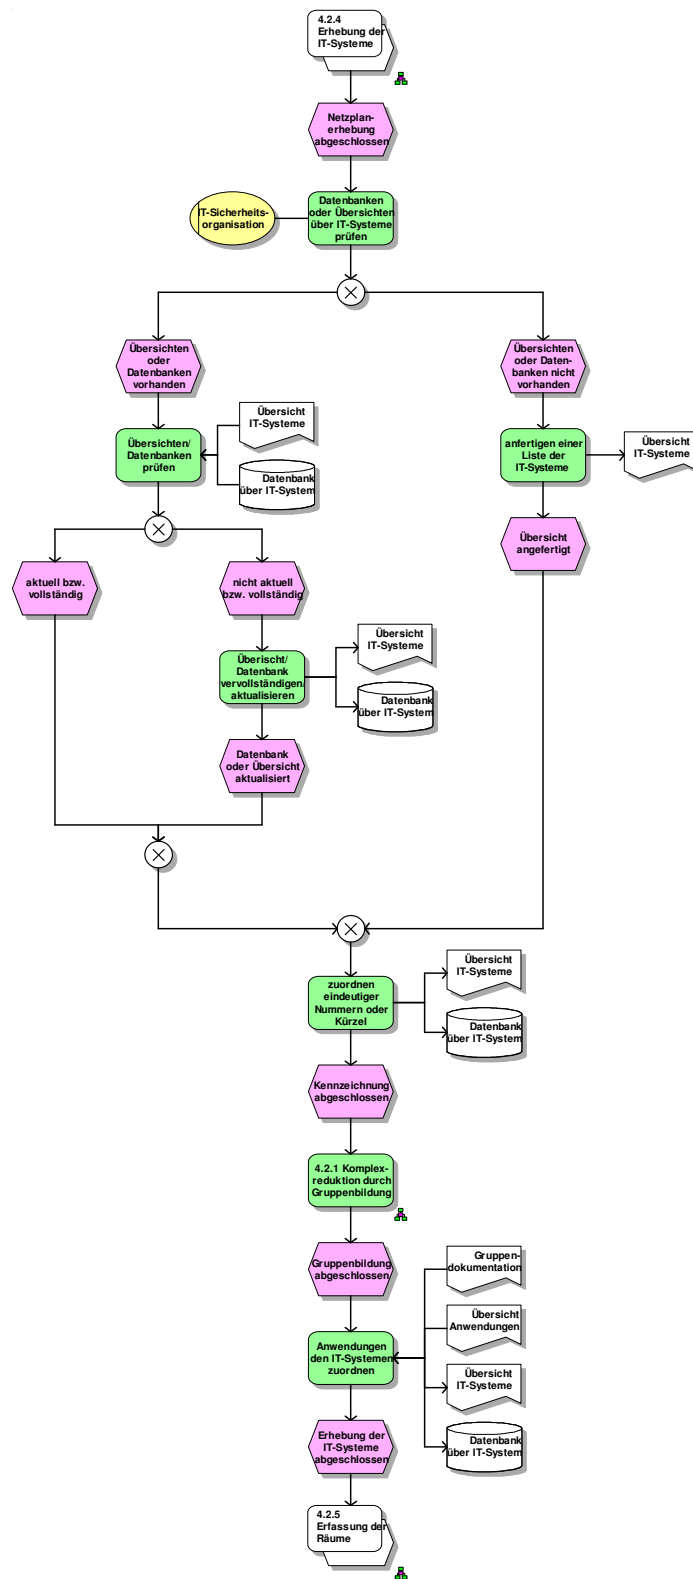 4.2.4
Erhebung der
IT-Systeme
Netzplan-
erhebung
abgeschlossen
IT-Sicherheits-
organisation
Datenbanken
oder Übersichten
über IT-Systeme
prüfen
Übersichten
oder
Datenbanken
vorhanden
Übersichten
oder Daten-
banken nicht
vorhanden
Übersichten/
Datenbanken
prüfen
Übersicht
IT-Systeme
Datenbank
über IT-System
anfertigen einer
Liste der
IT-Systeme
Übersicht
IT-Systeme
Übersicht
angefertigt
aktuell bzw.
vollständig
nicht aktuell
bzw. vollständig
Überischt/
Datenbank
vervollständigen/
aktualisieren
Übersicht
IT-Systeme
Datenbank
über IT-System
Datenbank
oder Übersicht
aktualisiert
zuordnen
eindeutiger
Nummern oder
Kürzel
Übersicht
IT-Systeme
Datenbank
über IT-System
Kennzeichnung
abgeschlossen
4.2.1 Komplex-
reduktion durch
Gruppenbildung
Gruppenbildung
abgeschlossen
Gruppen-
dokumentation
Übersicht
Anwendungen
Anwendungen
den IT-Systemen
zuordnen
Übersicht
IT-Systeme
Datenbank
über IT-System
Erhebung der
IT-Systeme
abgeschlossen
4.2.5
Erfassung der
Räume